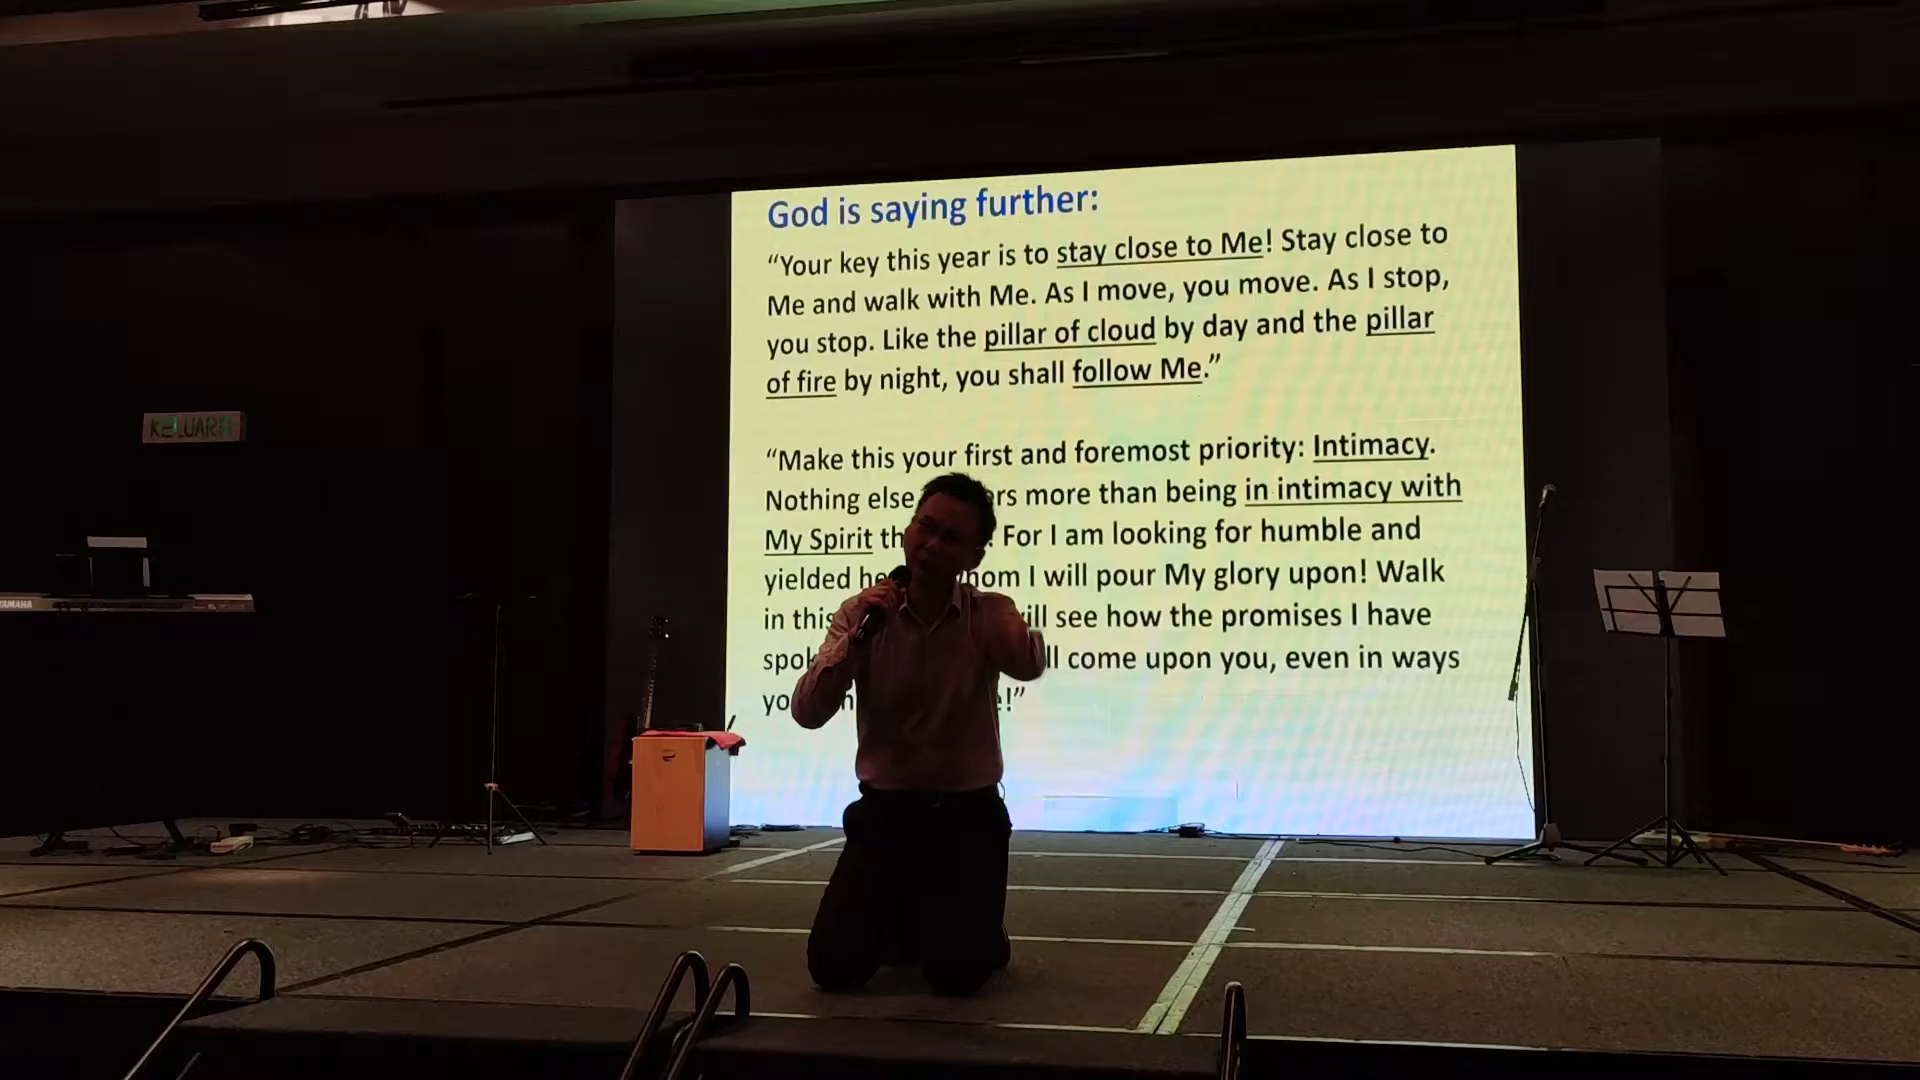 God is saying further:
“Your key this year is to stay close to Me! Stay close to
Me and walk with Me. As I move, you move. As I stop,
you stop. Like the pillar of cloud by day and the pillar
of fire by night, you shall follow Me.”
“Make this your first and foremost priority: Intimacy.
Nothing else more than being in intimacy with
My Spirit For I am looking for humble and
yielded I will pour My glory upon! Walk
in this see how the promises I have
come upon you, even in ways
KELUAR
YAMAHA